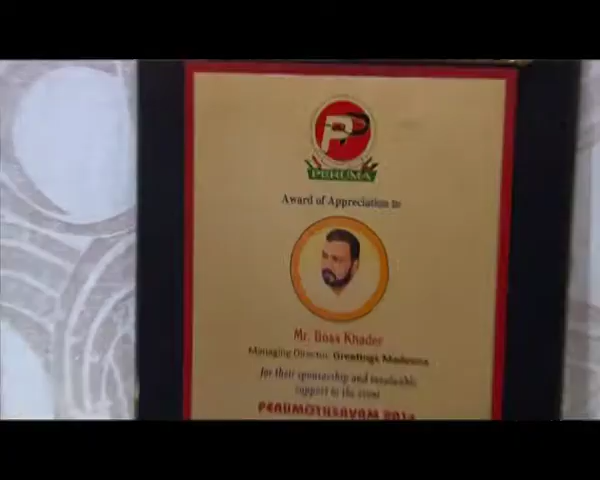 PERUMA
Award of Appreciation to
Mr. Boss Khader
Managing Director, Greetings Madeena
for their sponsorship and invaluable
support to the event
PERUMOTHSAVAM